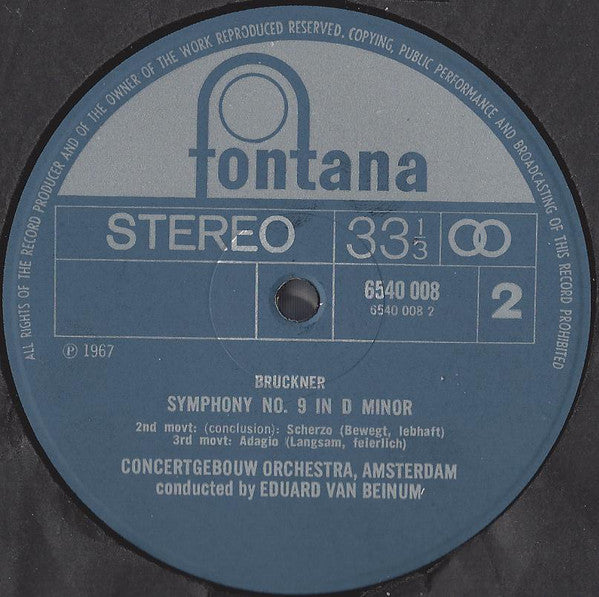 ALL RIGHTS OF THE RECORD PRODUCER AND OF THE OWNER OF THE WORK REPRODUCED RESERVED. COPYING, PUBLIC PERFORMANCE AND BROADCASTING OF THIS RECORD PROHIBITED
fontana
STEREO 33⅓
6540 008
6540 008 2
2
℗ 1967
BRUCKNER
SYMPHONY NO. 9 IN D MINOR
2nd movt: (conclusion): Scherzo (Bewegt, lebhaft)
3rd movt: Adagio (Langsam, feierlich)
CONCERTGEBOUW ORCHESTRA, AMSTERDAM
conducted by EDUARD VAN BEINUM